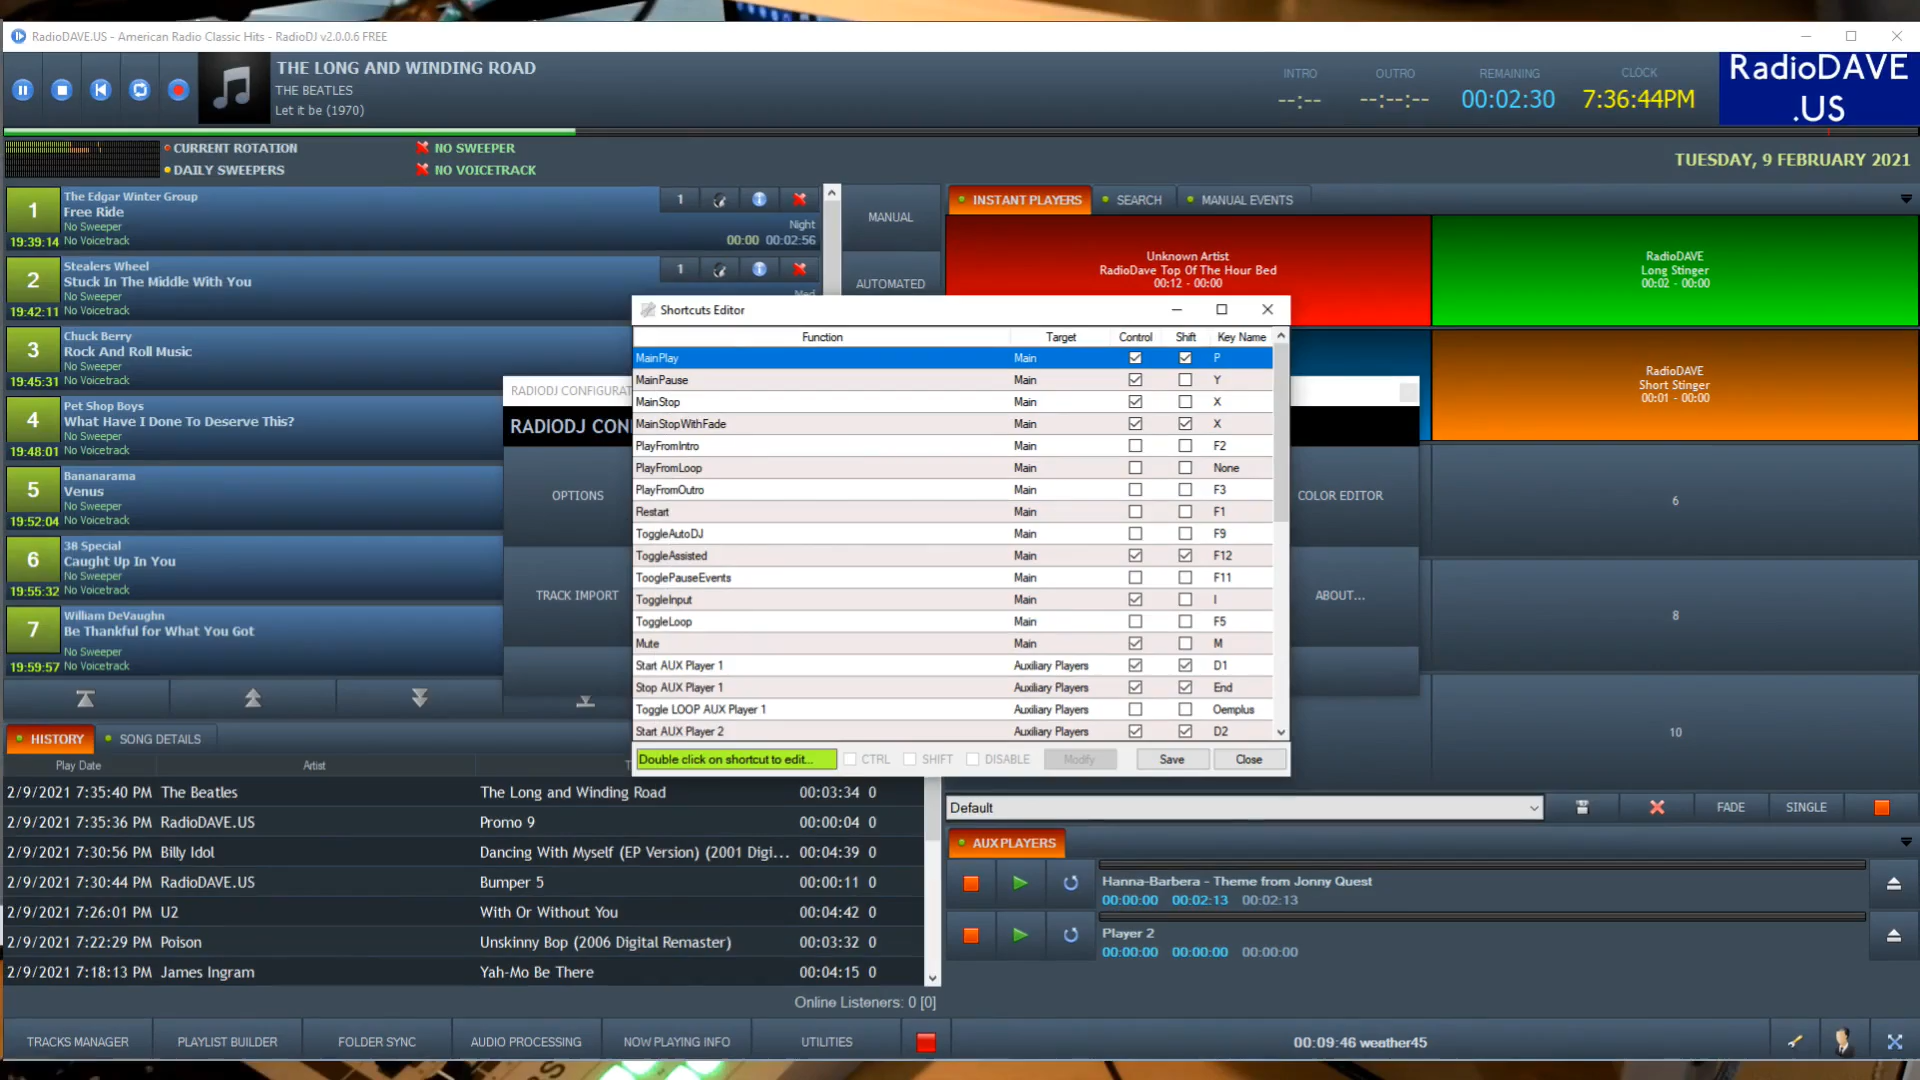 RadioDAVE.US - American Radio Classic Hits - RadioDJ v2.0.0.6 FREE
THE LONG AND WINDING ROAD
THE BEATLES
Let it be (1970)
INTRO
--:--
OUTRO
--:--:--
REMAINING
00:02:30
CLOCK
7:36:44PM
RadioDAVE
.US
CURRENT ROTATION
DAILY SWEEPERS
NO SWEEPER
NO VOICETRACK
TUESDAY, 9 FEBRUARY 2021
1
19:39:14
The Edgar Winter Group
Free Ride
No Sweeper
No Voicetrack
1
Night
00:00 00:02:56
2
19:42:11
Stealers Wheel
Stuck In The Middle With You
No Sweeper
No Voicetrack
1
3
19:45:31
Chuck Berry
Rock And Roll Music
No Sweeper
No Voicetrack
4
19:48:01
Pet Shop Boys
What Have I Done To Deserve This?
No Sweeper
No Voicetrack
5
19:52:04
Bananarama
Venus
No Sweeper
No Voicetrack
6
19:55:32
38 Special
Caught Up In You
No Sweeper
No Voicetrack
7
19:59:57
William DeVaughn
Be Thankful for What You Got
No Sweeper
No Voicetrack
MANUAL
AUTOMATED
INSTANT PLAYERS
SEARCH
MANUAL EVENTS
Unknown Artist
RadioDave Top Of The Hour Bed
00:12 - 00:00
RadioDAVE
Long Stinger
00:02 - 00:00
RadioDAVE
Short Stinger
00:01 - 00:00
6
8
10
RADIODJ CONFIGURAT
RADIODJ CON
OPTIONS
TRACK IMPORT
COLOR EDITOR
ABOUT...
Shortcuts Editor
Function Target Control Shift Key Name
MainPlay Main P
MainPause Main Y
MainStop Main X
MainStopWithFade Main X
PlayFromIntro Main F2
PlayFromLoop Main None
PlayFromOutro Main F3
Restart Main F1
ToggleAutoDJ Main F9
ToggleAssisted Main F12
TooglePauseEvents Main F11
ToggleInput Main I
ToggleLoop Main F5
Mute Main M
Start AUX Player 1 Auxiliary Players D1
Stop AUX Player 1 Auxiliary Players End
Toggle LOOP AUX Player 1 Auxiliary Players Oemplus
Start AUX Player 2 Auxiliary Players D2
Double click on shortcut to edit...
CTRL
SHIFT
DISABLE
Modify
Save
Close
HISTORY
SONG DETAILS
Play Date Artist
2/9/2021 7:35:40 PM The Beatles The Long and Winding Road 00:03:34 0
2/9/2021 7:35:36 PM RadioDAVE.US Promo 9 00:00:04 0
2/9/2021 7:30:56 PM Billy Idol Dancing With Myself (EP Version) (2001 Digi... 00:04:39 0
2/9/2021 7:30:44 PM RadioDAVE.US Bumper 5 00:00:11 0
2/9/2021 7:26:01 PM U2 With Or Without You 00:04:42 0
2/9/2021 7:22:29 PM Poison Unskinny Bop (2006 Digital Remaster) 00:03:32 0
2/9/2021 7:18:13 PM James Ingram Yah-Mo Be There 00:04:15 0
Online Listeners: 0 [0]
Default
FADE
SINGLE
AUX PLAYERS
Hanna-Barbera - Theme from Jonny Quest
00:00:00 00:02:13 00:02:13
Player 2
00:00:00 00:00:00 00:00:00
TRACKS MANAGER
PLAYLIST BUILDER
FOLDER SYNC
AUDIO PROCESSING
NOW PLAYING INFO
UTILITIES
00:09:46 weather45